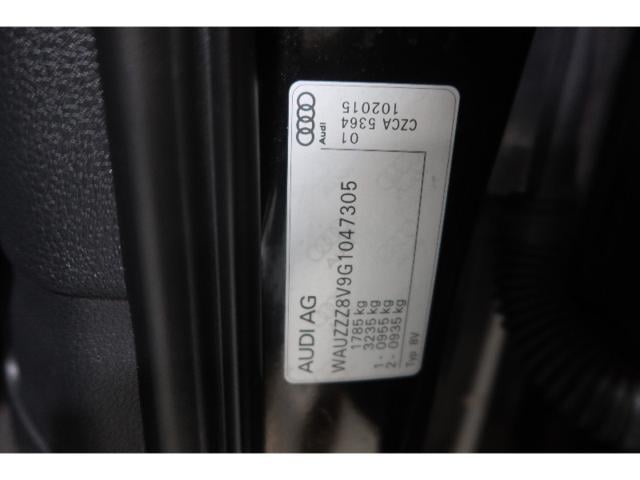 AUDI AG
WAUZZZ8V9G1047305
1785 kg
3235 kg
1 - 0955 kg
2 - 0935 kg
Typ 8V
Audi
01
CZCA 5364
102015